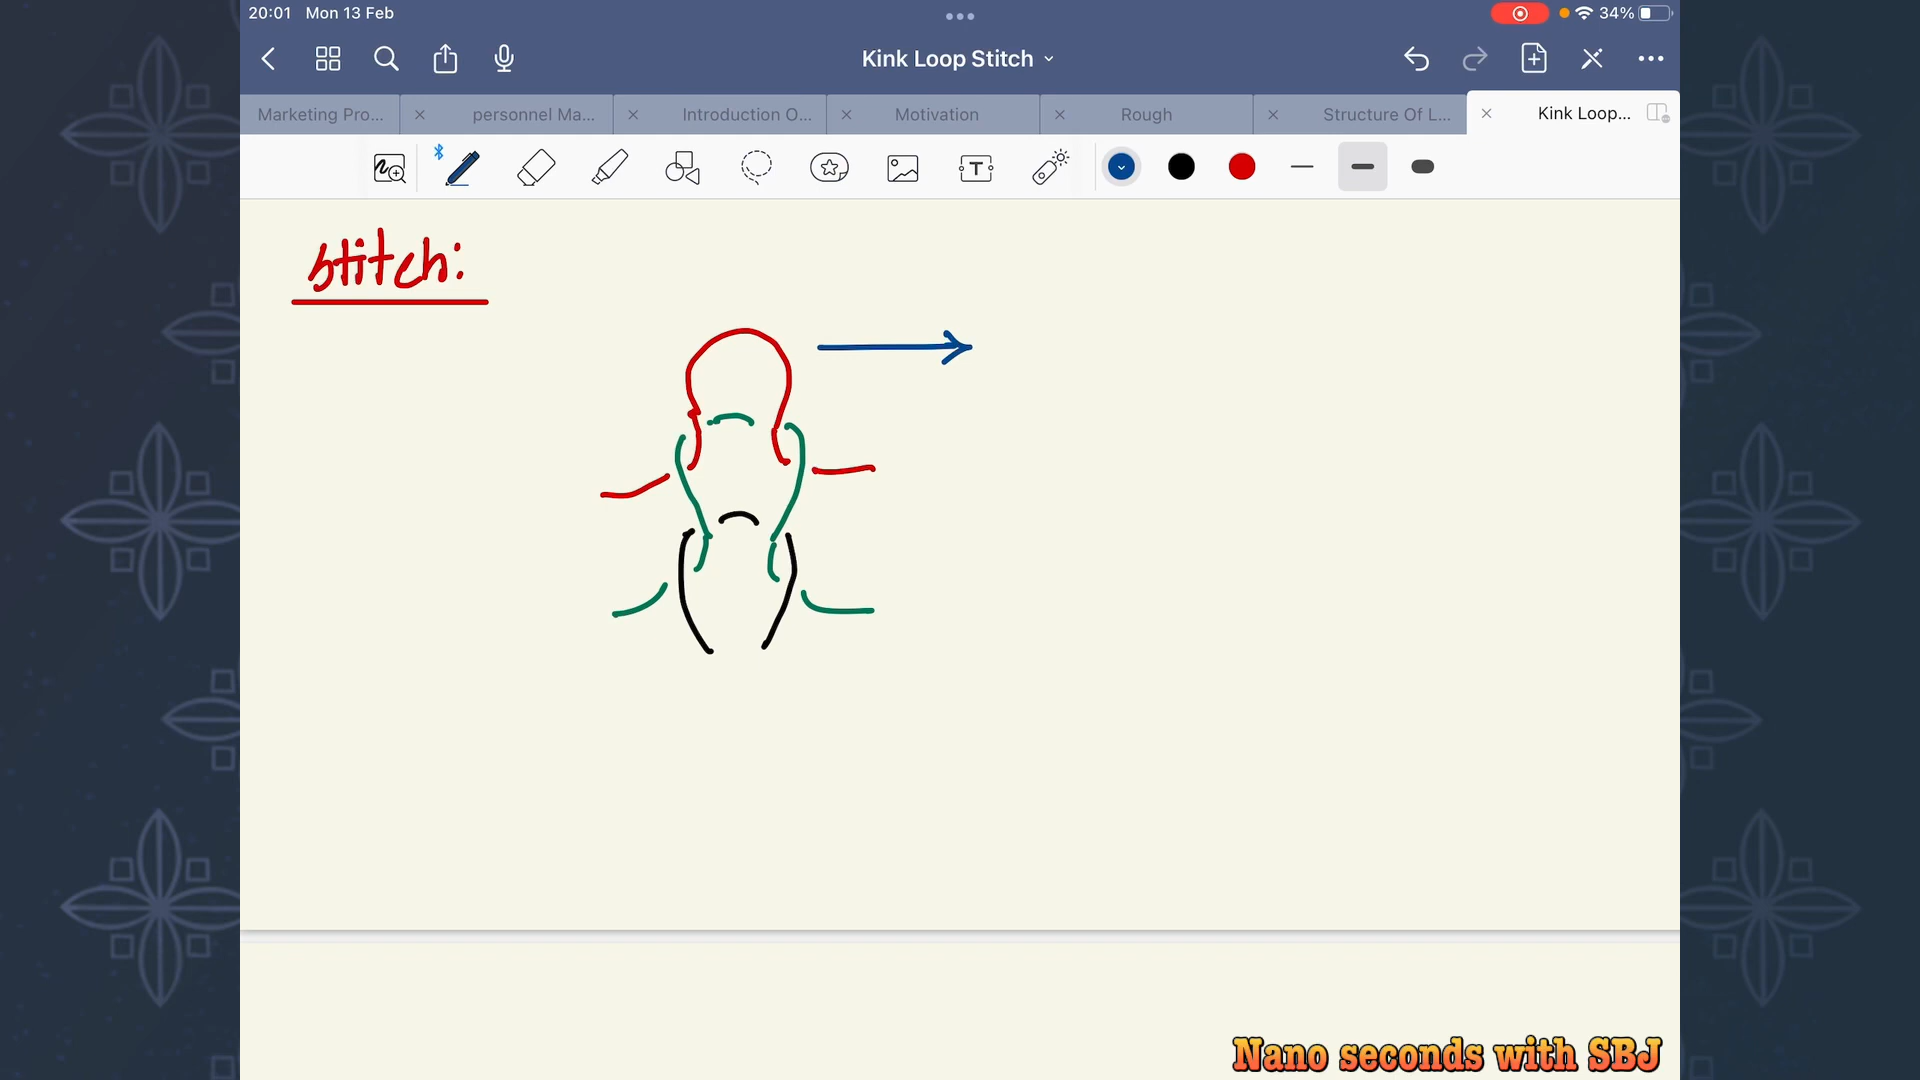 20:01 Mon 13 Feb
34%
Kink Loop Stitch
Marketing Pro...
personnel Ma...
Introduction O...
Motivation
Rough
Structure Of L...
Kink Loop...
T
Stitch:
Nano seconds with SBJ